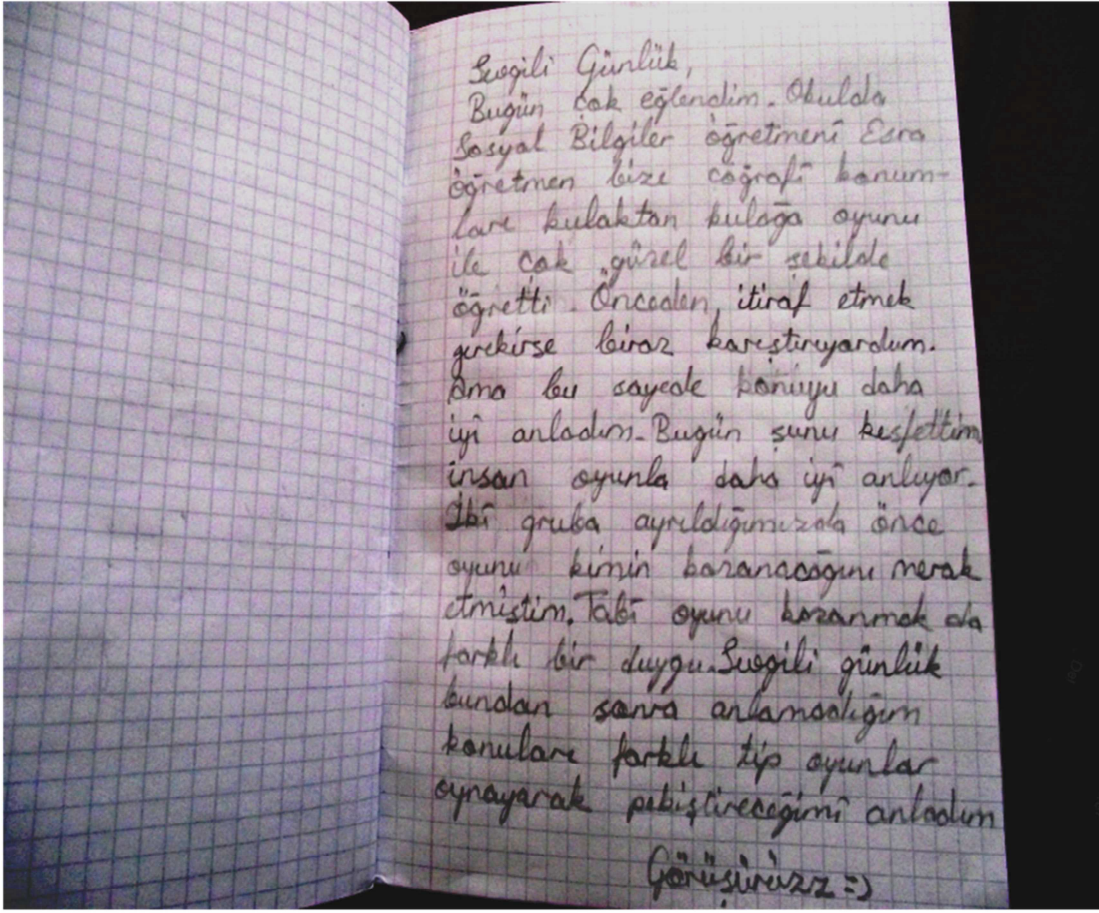 Sevgili Günlük,
Bugün çok eğlendim. Okulda
Sosyal Bilgiler öğretmeni Esra
öğretmen bize coğrafi konum-
ları kulaktan kulağa oyunu
ile çok güzel bir şekilde
öğretti. Önceden, itiraf etmek
gerekirse biraz karıştırıyordum.
Ama bu sayede konuyu daha
iyi anladım. Bugün şunu keşfettim
insan oyunla daha iyi anlıyor.
İki gruba ayrıldığımızda önce
oyunu kimin kazanacağını merak
etmiştim. Tabi oyunu kazanmak da
farklı bir duygu. Sevgili günlük
bundan sonra anlamadığım
konuları farklı tip oyunlar
oynayarak pekiştireceğimi anladım
Görüşürüzz =)